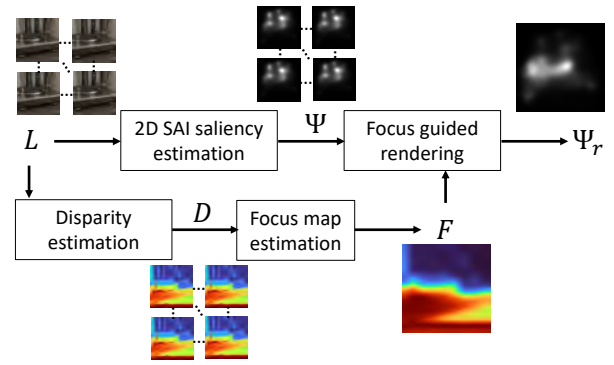 Ψ
L
2D SAI saliency
estimation
Focus guided
rendering
Ψr
Disparity
estimation
D
Focus map
estimation
F